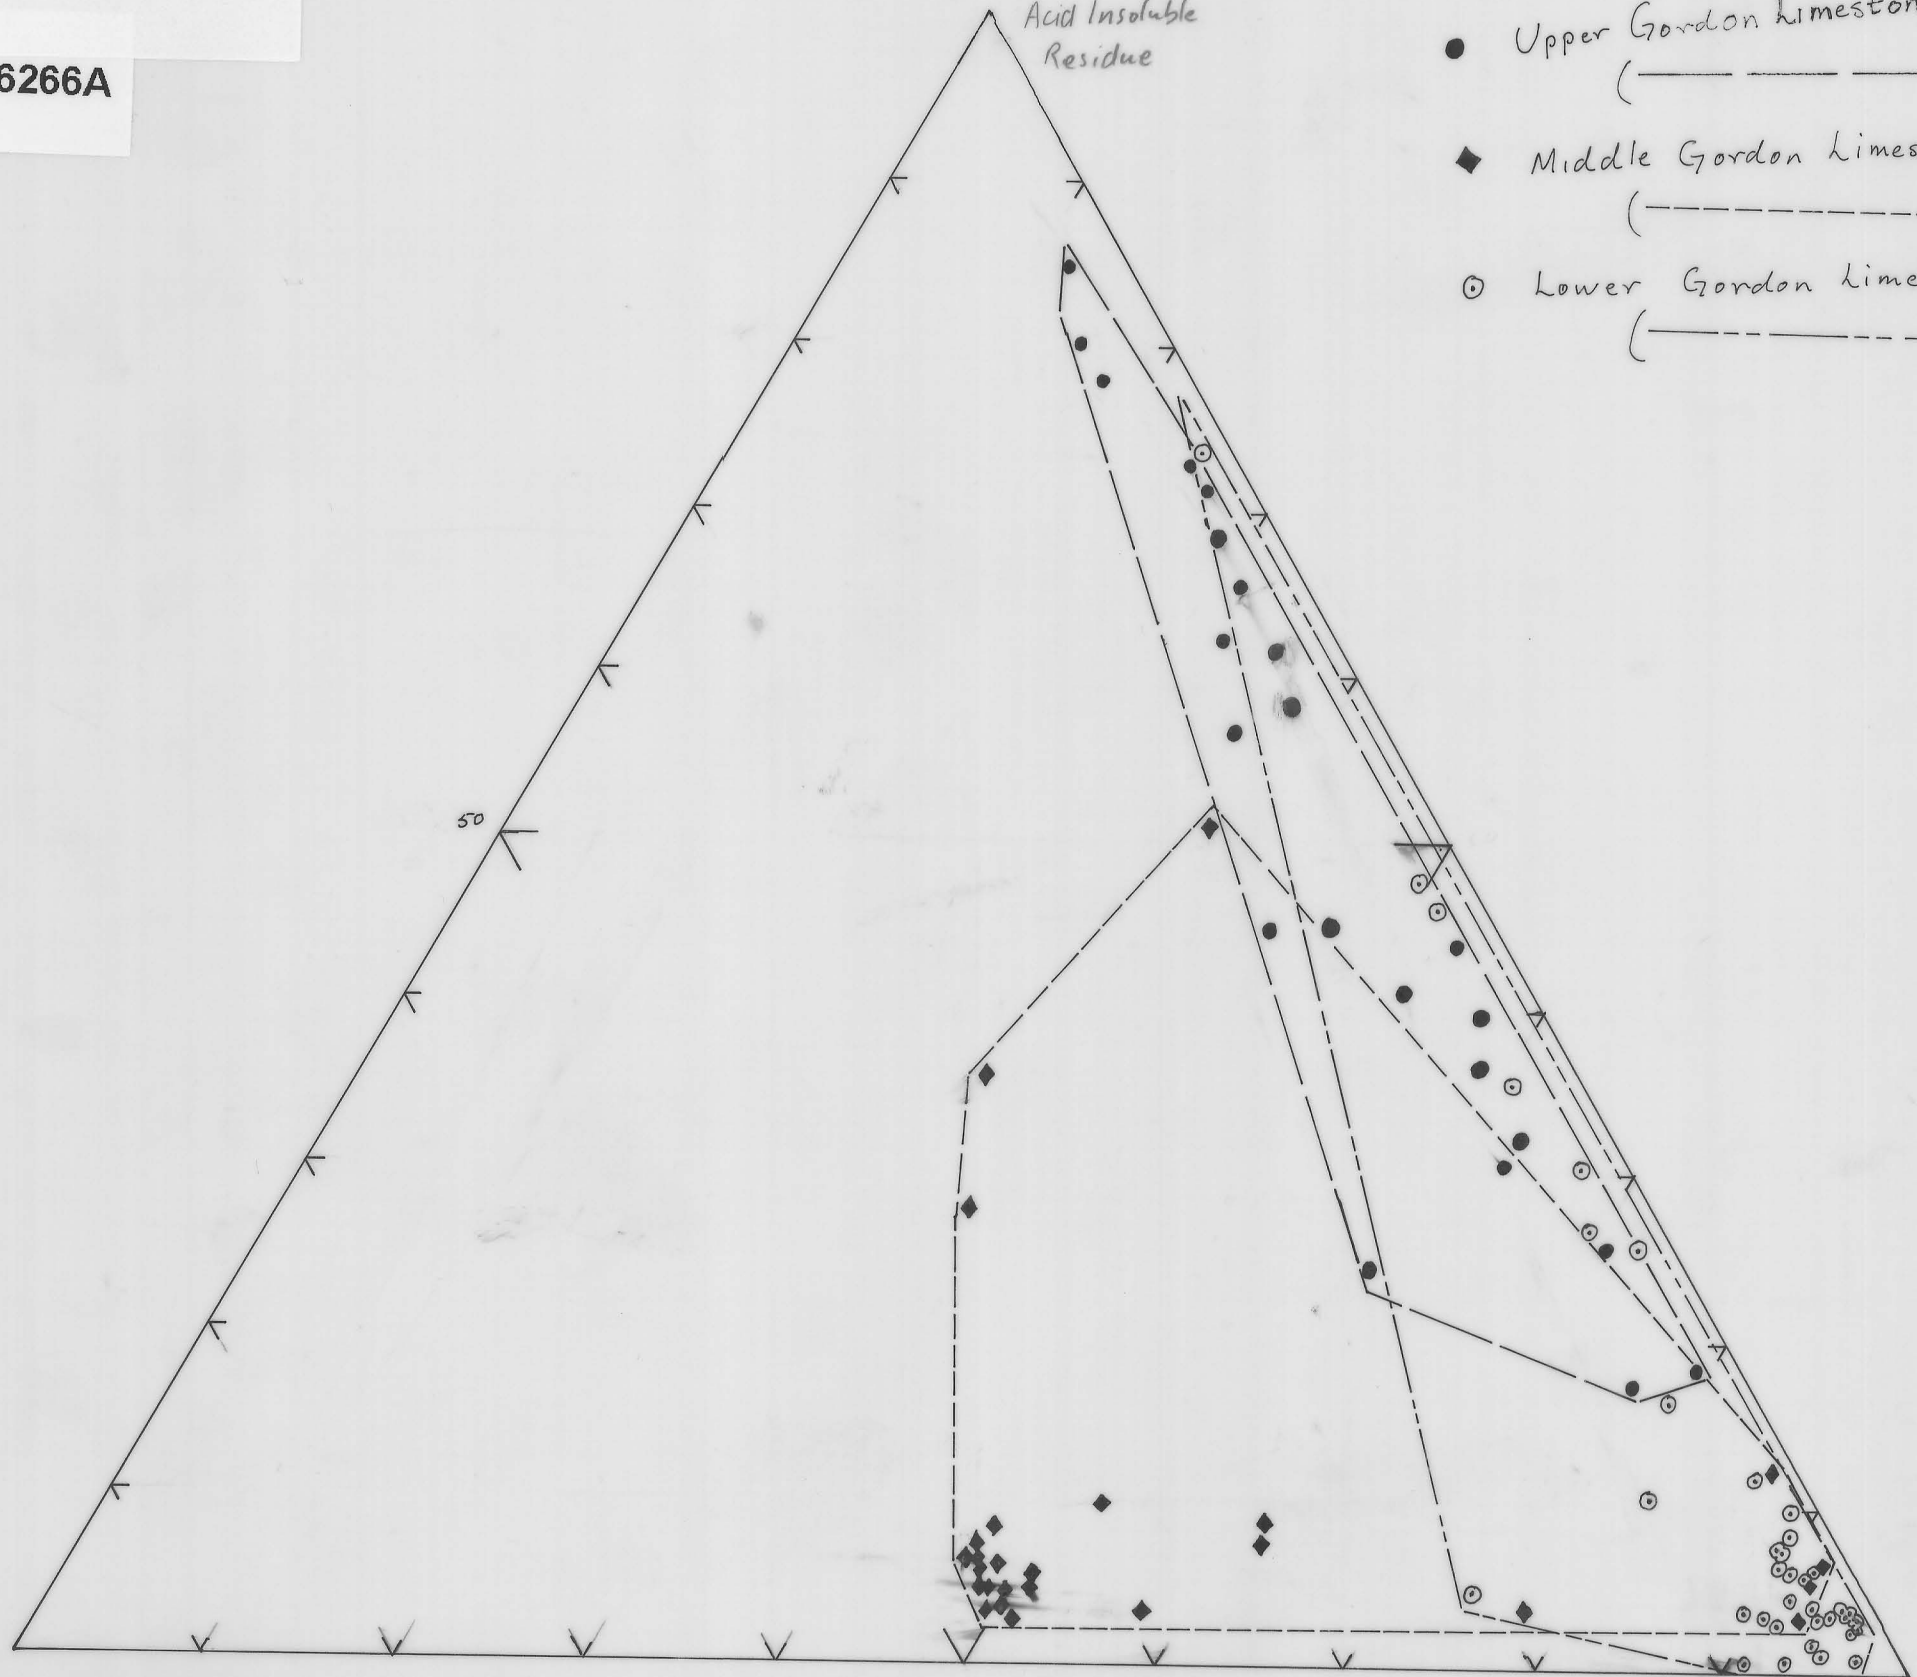 6266A
Acid Insoluble
Residue
Upper Gordon Limeston
Middle Gordon Limes
Lower Gordon Lime
50